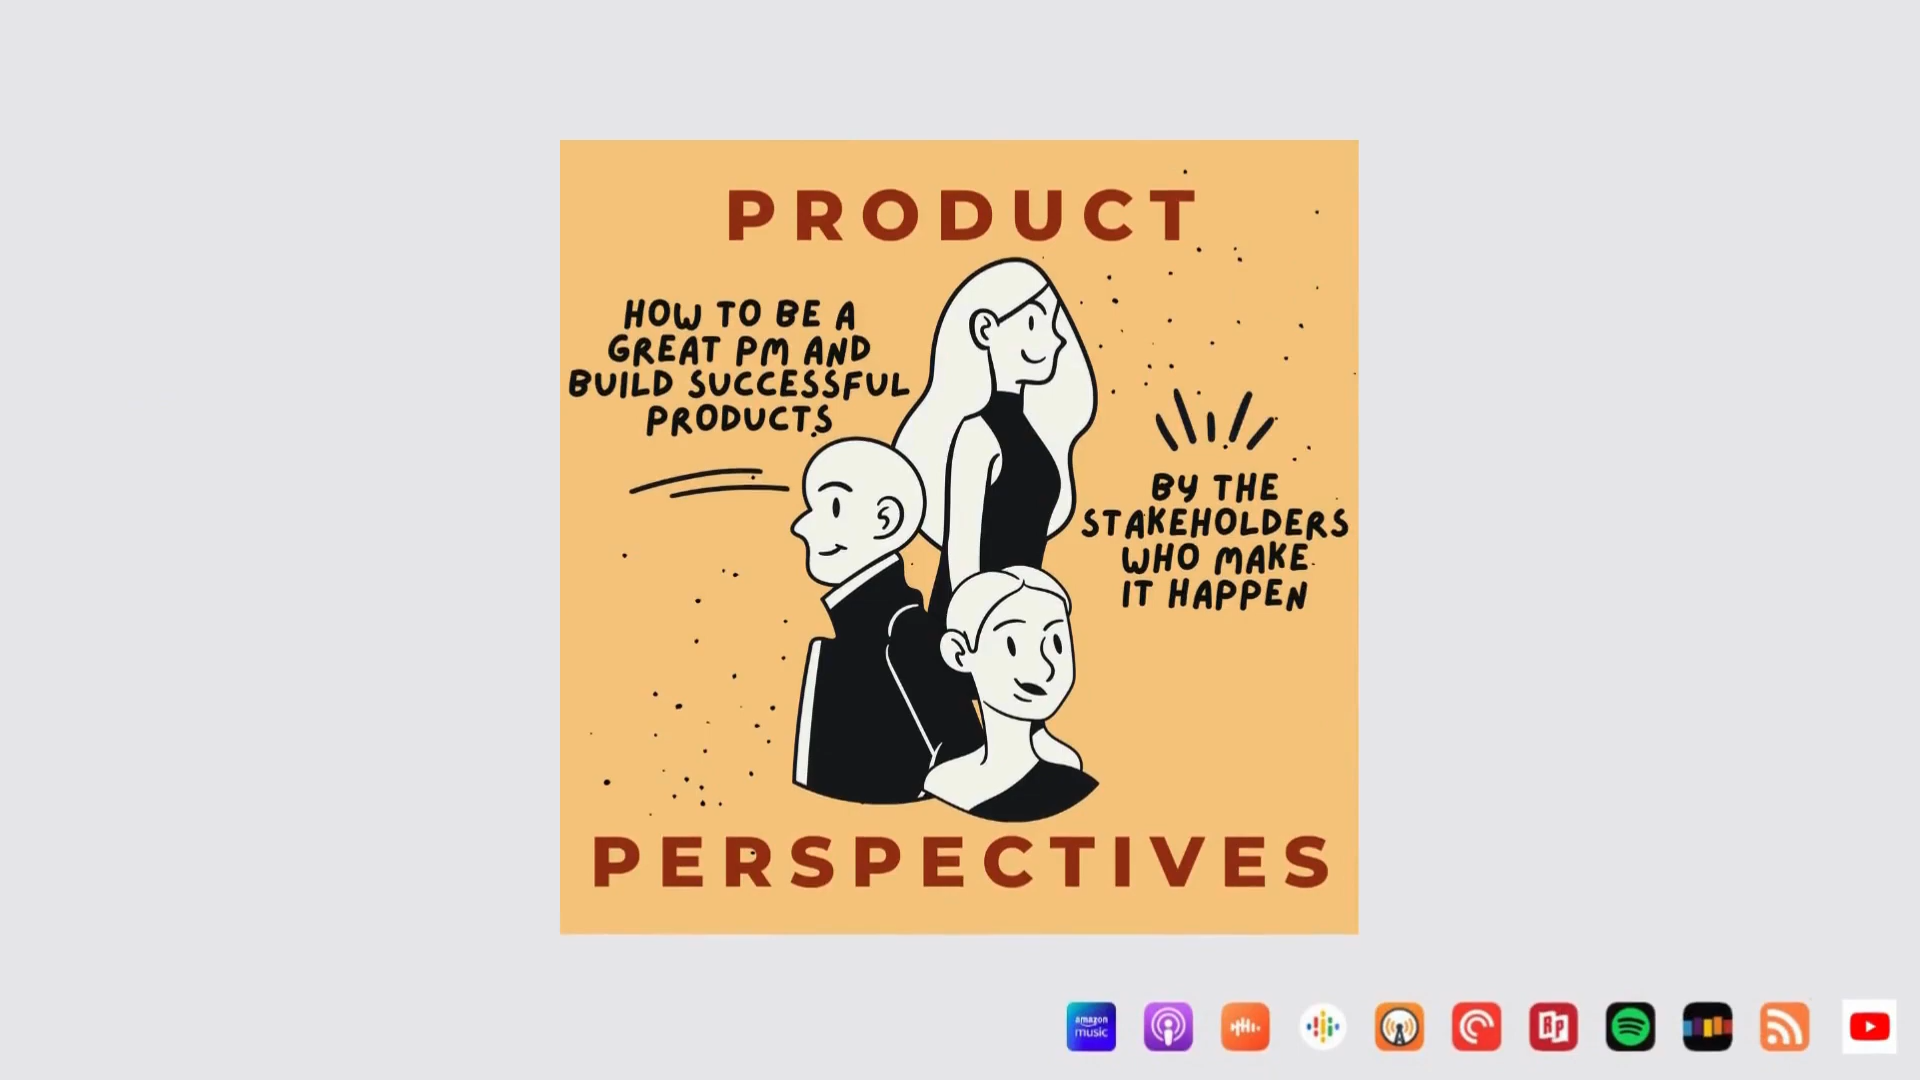 PRODUCT
HOW TO BE A
GREAT PM AND
BUILD SUCCESSFUL
PRODUCTS
BY THE
STAKEHOLDERS
WHO MAKE
IT HAPPEN
PERSPECTIVES
amazon
music
RP